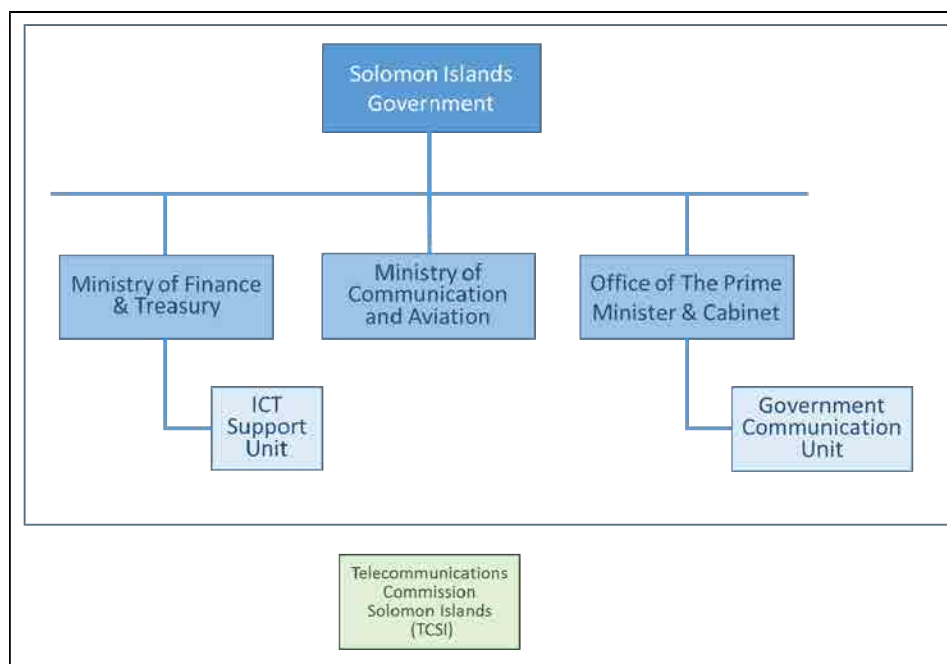 Solomon Islands
Government
Ministry of Finance
& Treasury
Ministry of
Communication
and Aviation
Office of The Prime
Minister & Cabinet
ICT
Support
Unit
Government
Communication
Unit
Telecommunications
Commission
Solomon Islands
(TCSI)